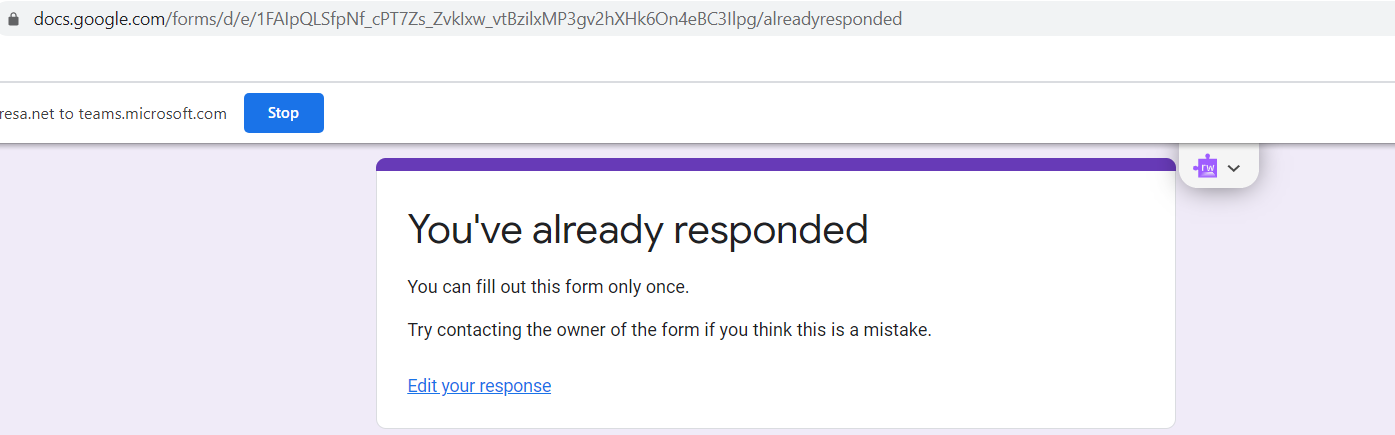 docs.google.com/forms/d/e/1FAIpQLSfpNf_cPT7Zs_ZvkIxw_vtBzilxMP3gv2hXHk6On4eBC3Ilpg/alreadyresponded
resa.net to teams.microsoft.com Stop
rw
You've already responded
You can fill out this form only once.
Try contacting the owner of the form if you think this is a mistake.
Edit your response